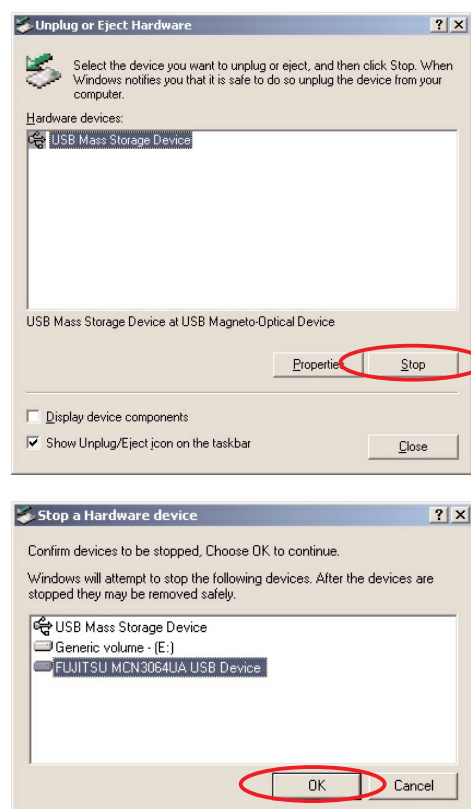 Unplug or Eject Hardware
Select the device you want to unplug or eject, and then click Stop. When
Windows notifies you that it is safe to do so unplug the device from your
computer.
Hardware devices:
USB Mass Storage Device
USB Mass Storage Device at USB Magneto-Optical Device
Properties Stop
Display device components
Show Unplug/Eject icon on the taskbar
Close
Stop a Hardware device
Confirm devices to be stopped, Choose OK to continue.
Windows will attempt to stop the following devices. After the devices are
stopped they may be removed safely.
USB Mass Storage Device
Generic volume - (E:)
FUJITSU MCN3064UA USB Device
OK Cancel